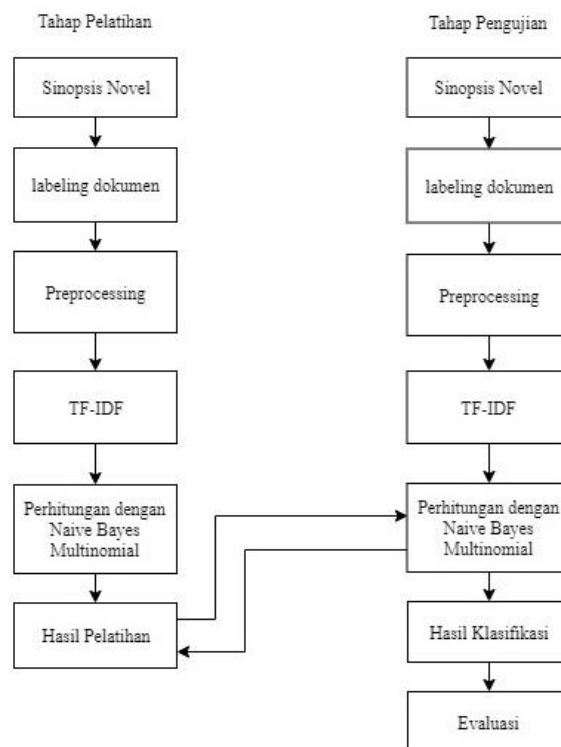 Tahap Pelatihan
Sinopsis Novel
labeling dokumen
Preprocessing
TF-IDF
Perhitungan dengan
Naive Bayes
Multinomial
Hasil Pelatihan
Tahap Pengujian
Sinopsis Novel
labeling dokumen
Preprocessing
TF-IDF
Perhitungan dengan
Naive Bayes
Multinomial
Hasil Klasifikasi
Evaluasi